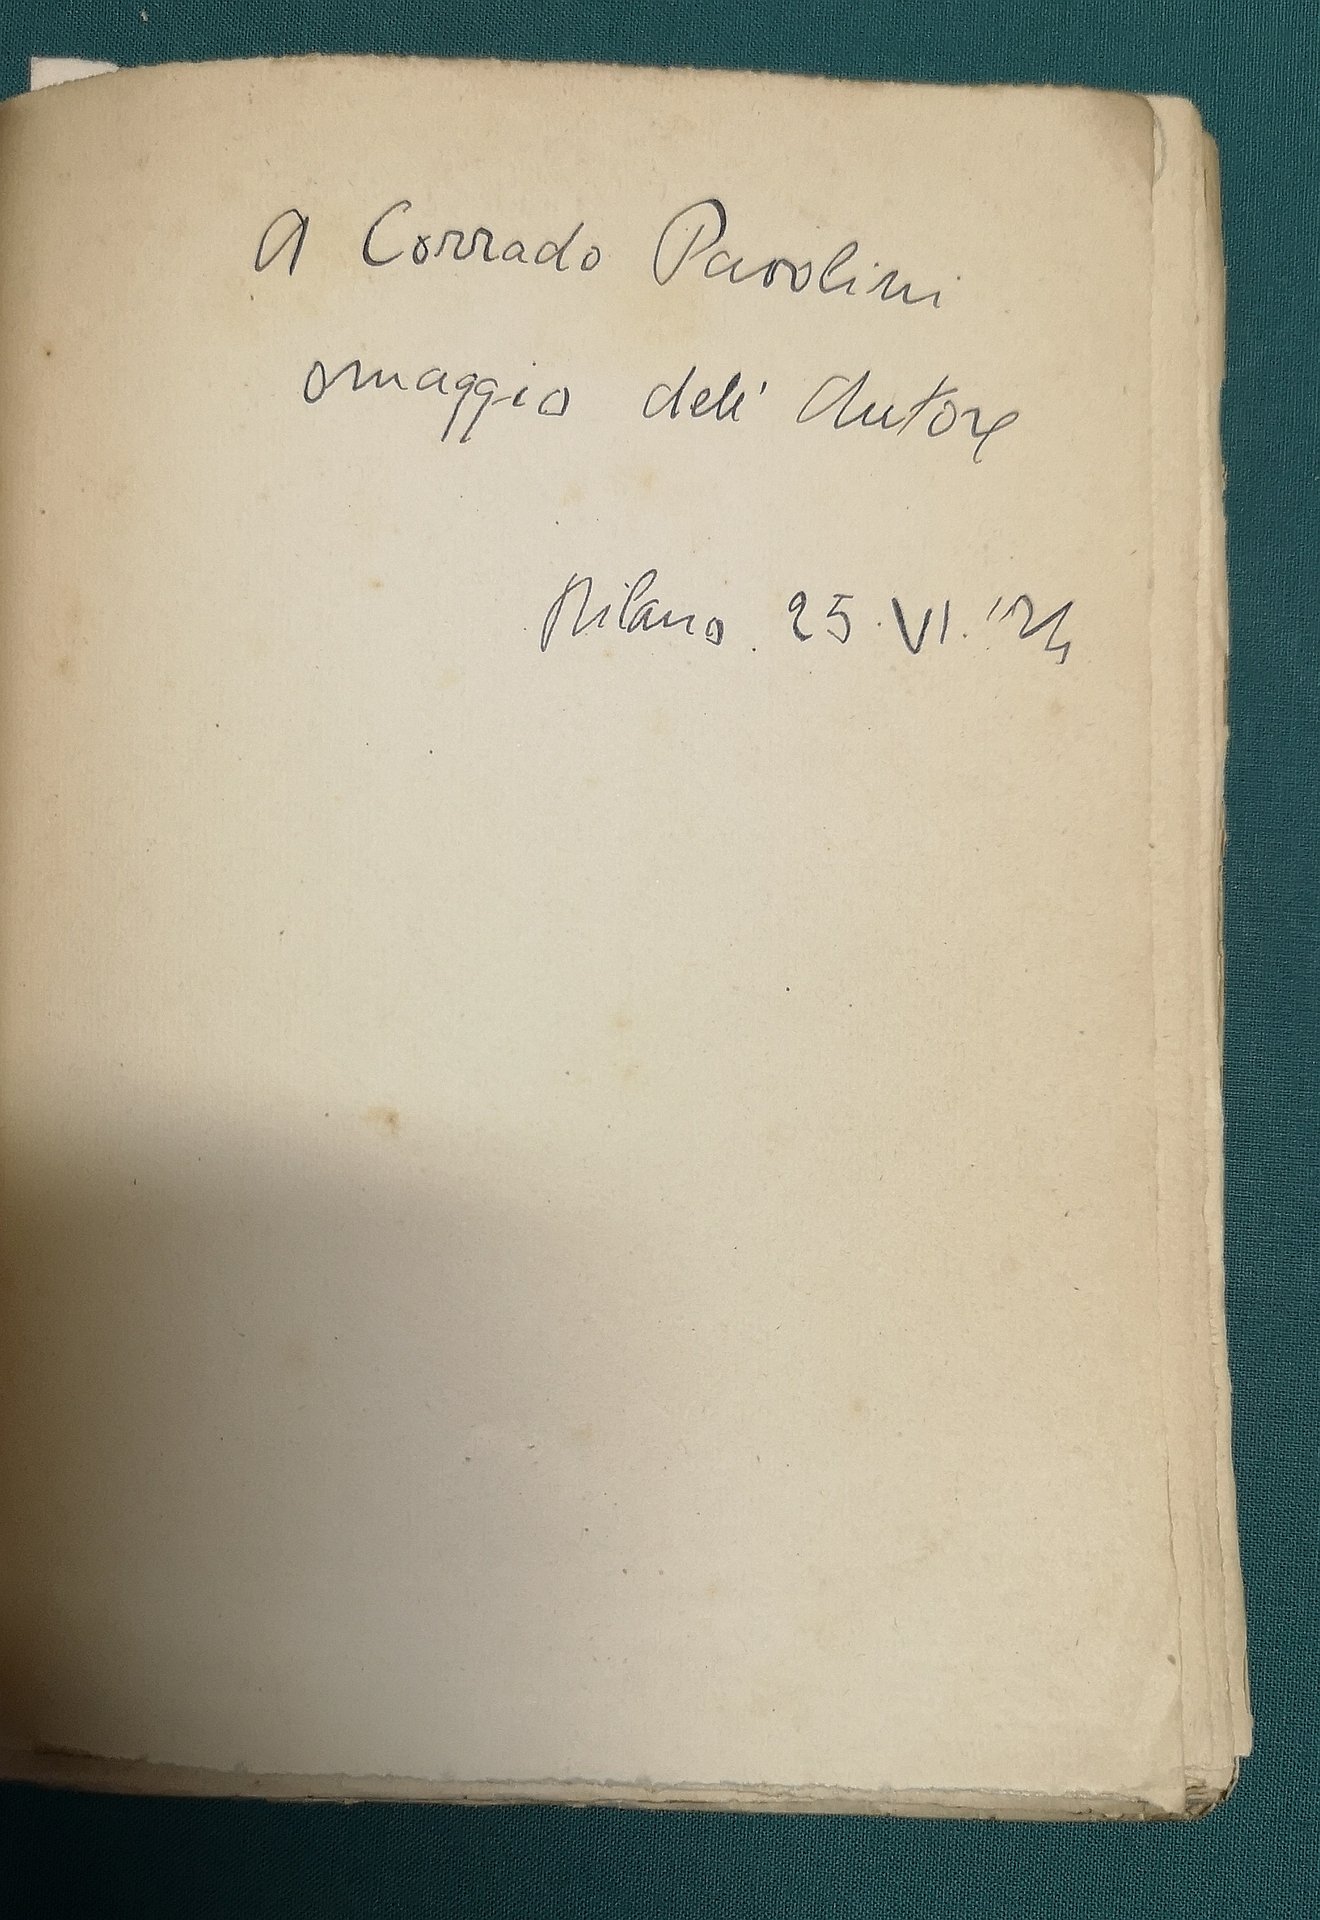 A Corrado Pavolini
omaggio dell' Autore
Milano. 25. VI. '24